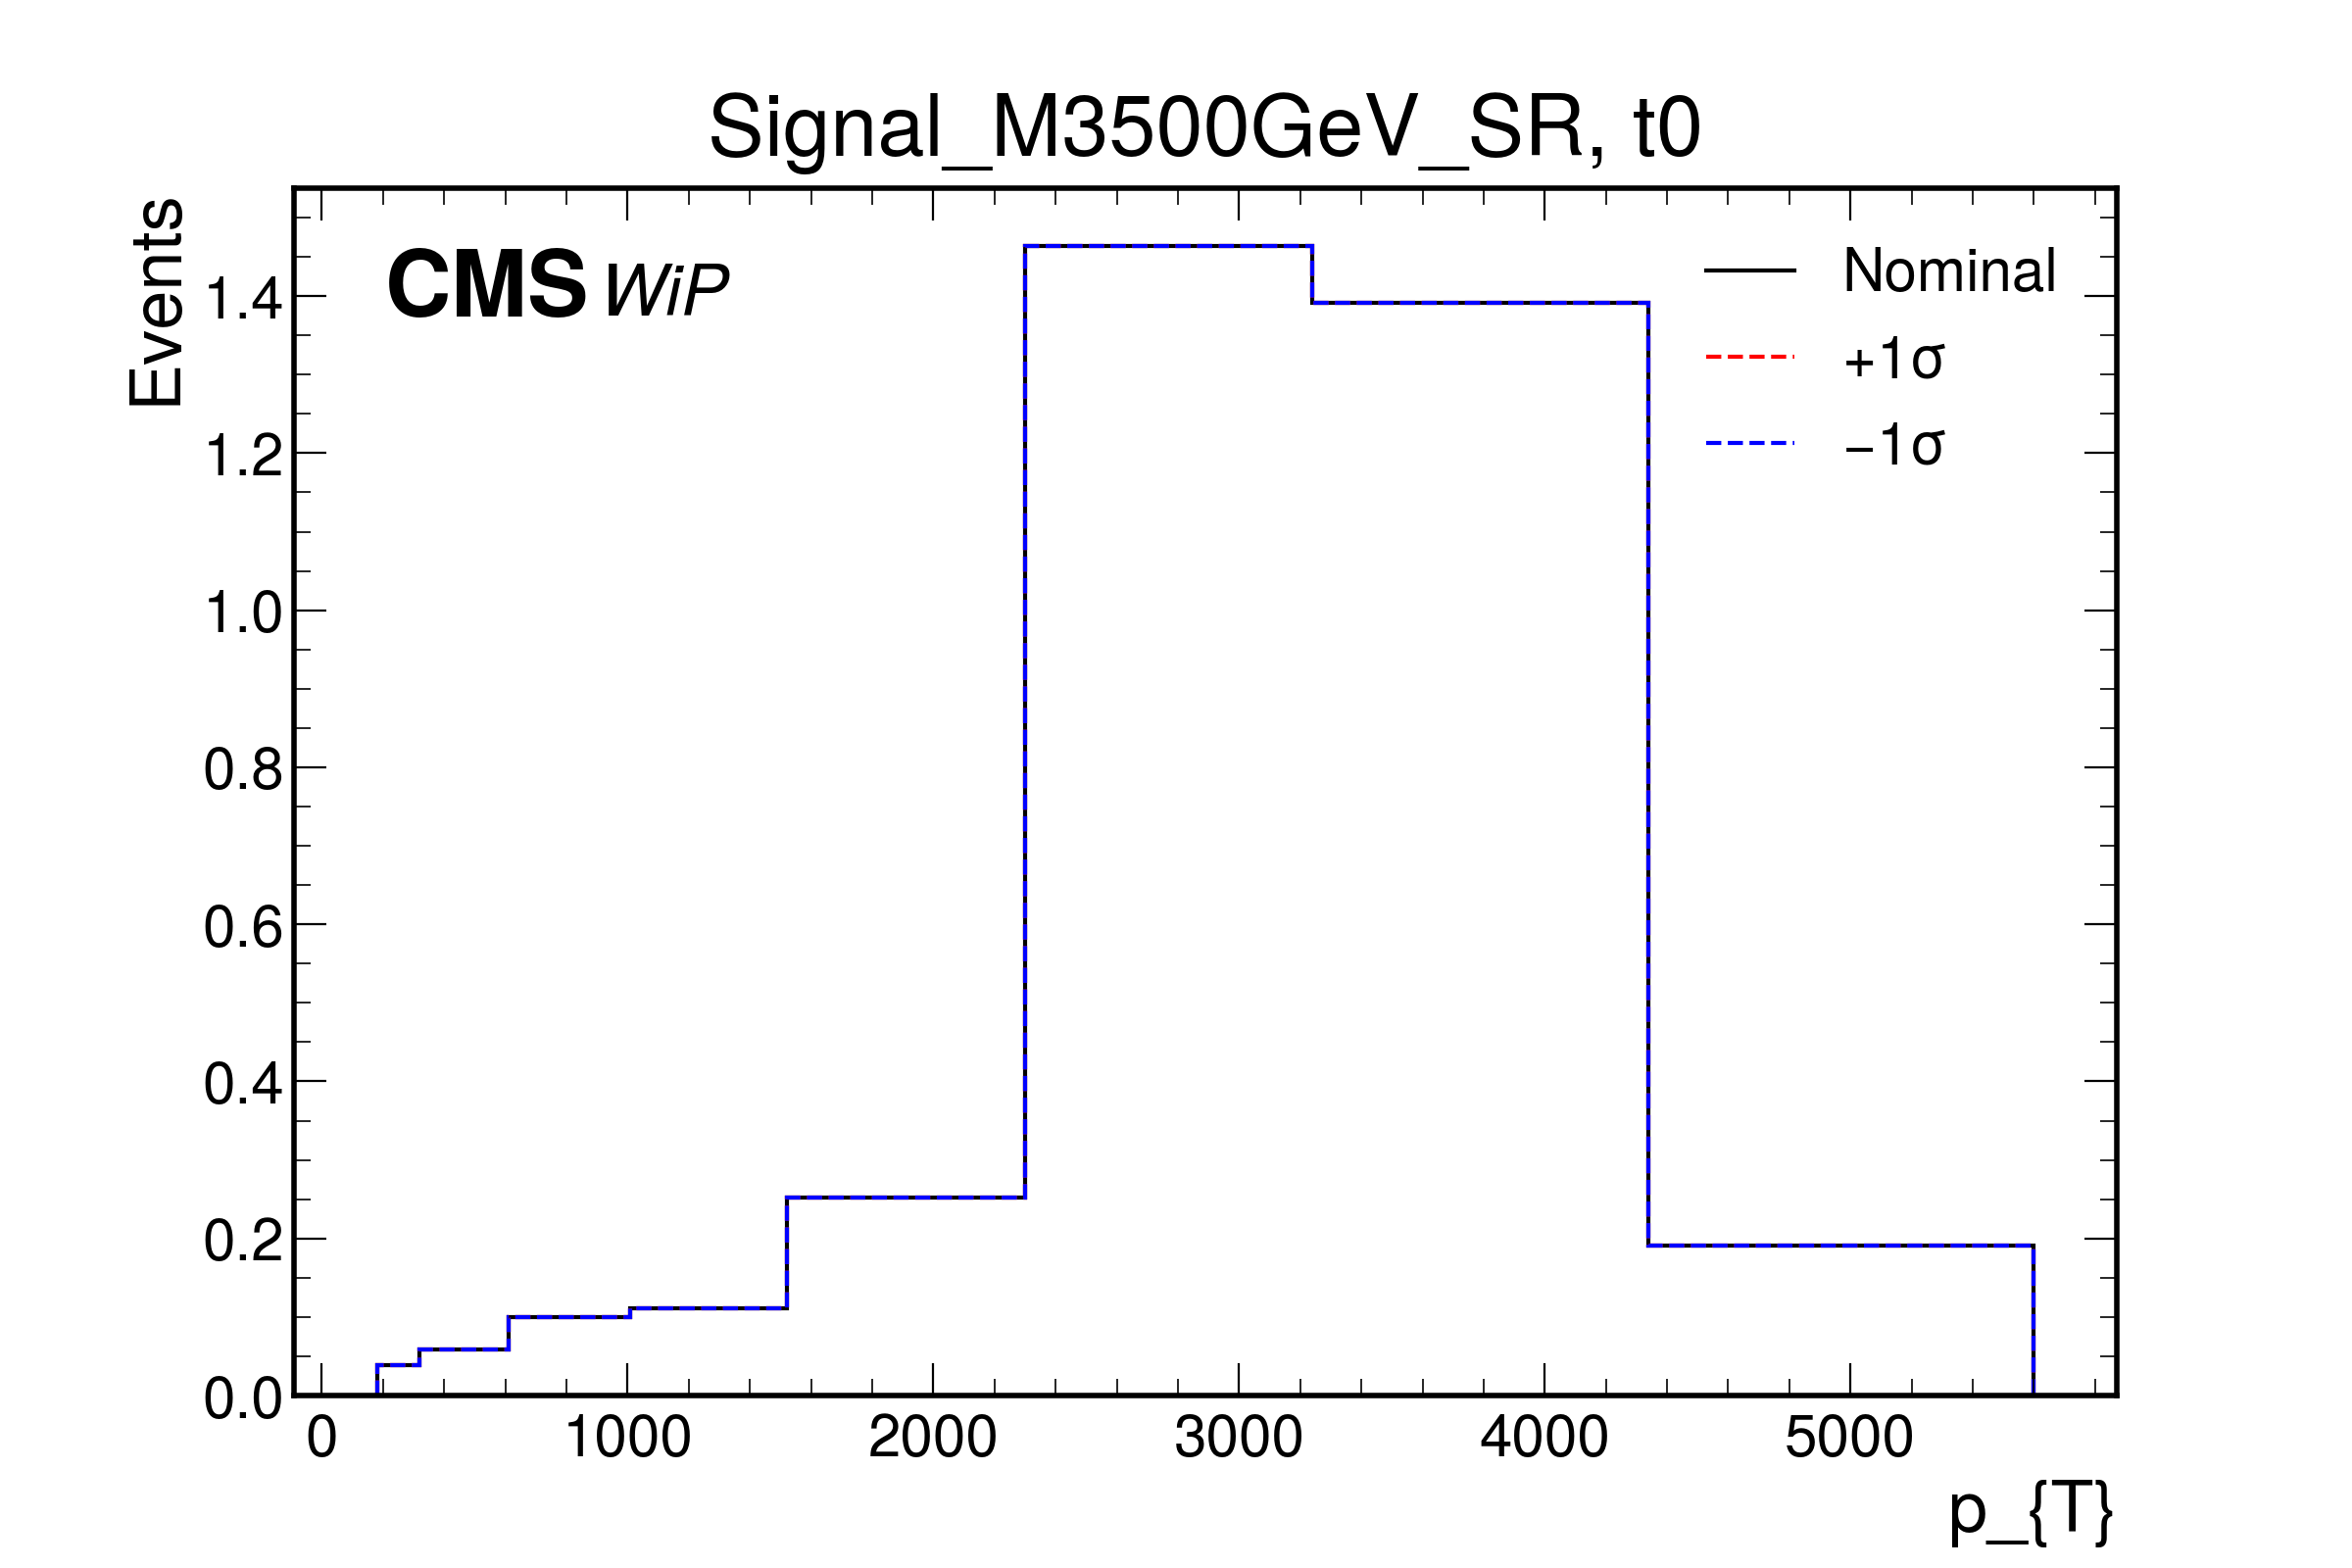 Signal_M3500GeV_SR, t0
Events
CMS WiP
Nominal
+1σ
−1σ
1.4
1.2
1.0
0.8
0.6
0.4
0.2
0.0
0 1000 2000 3000 4000 5000
p_{T}